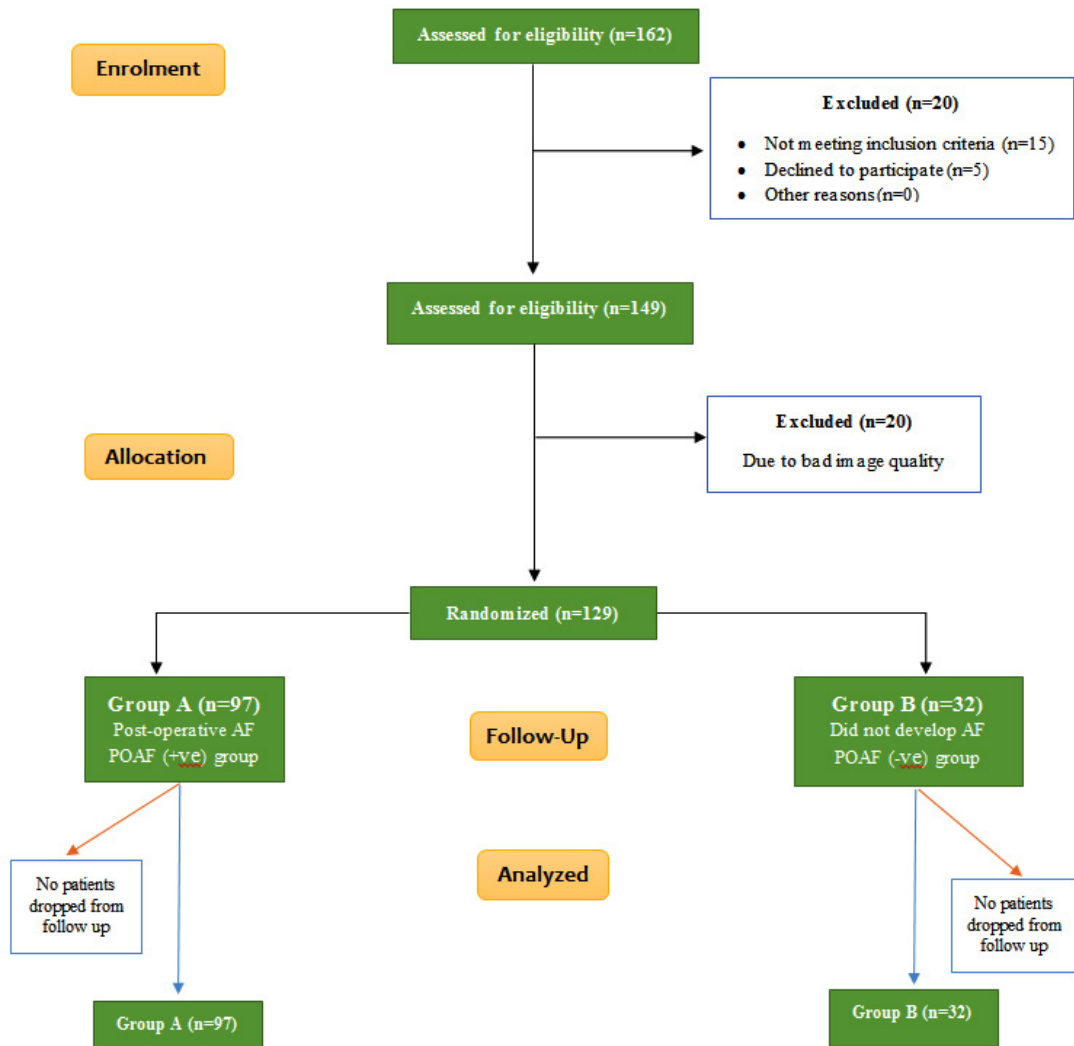 Assessed for eligibility (n=162)
Enrolment
Excluded (n=20)
• Not meeting inclusion criteria (n=15)
• Declined to participate (n=5)
• Other reasons (n=0)
Assessed for eligibility (n=149)
Excluded (n=20)
Due to bad image quality
Allocation
Randomized (n=129)
Group A (n=97)
Post-operative AF
POAF (+ve) group
Group B (n=32)
Did not develop AF
POAF (-ve) group
Follow-Up
Analyzed
No patients
dropped from
follow up
No patients
dropped from
follow up
Group A (n=97)
Group B (n=32)